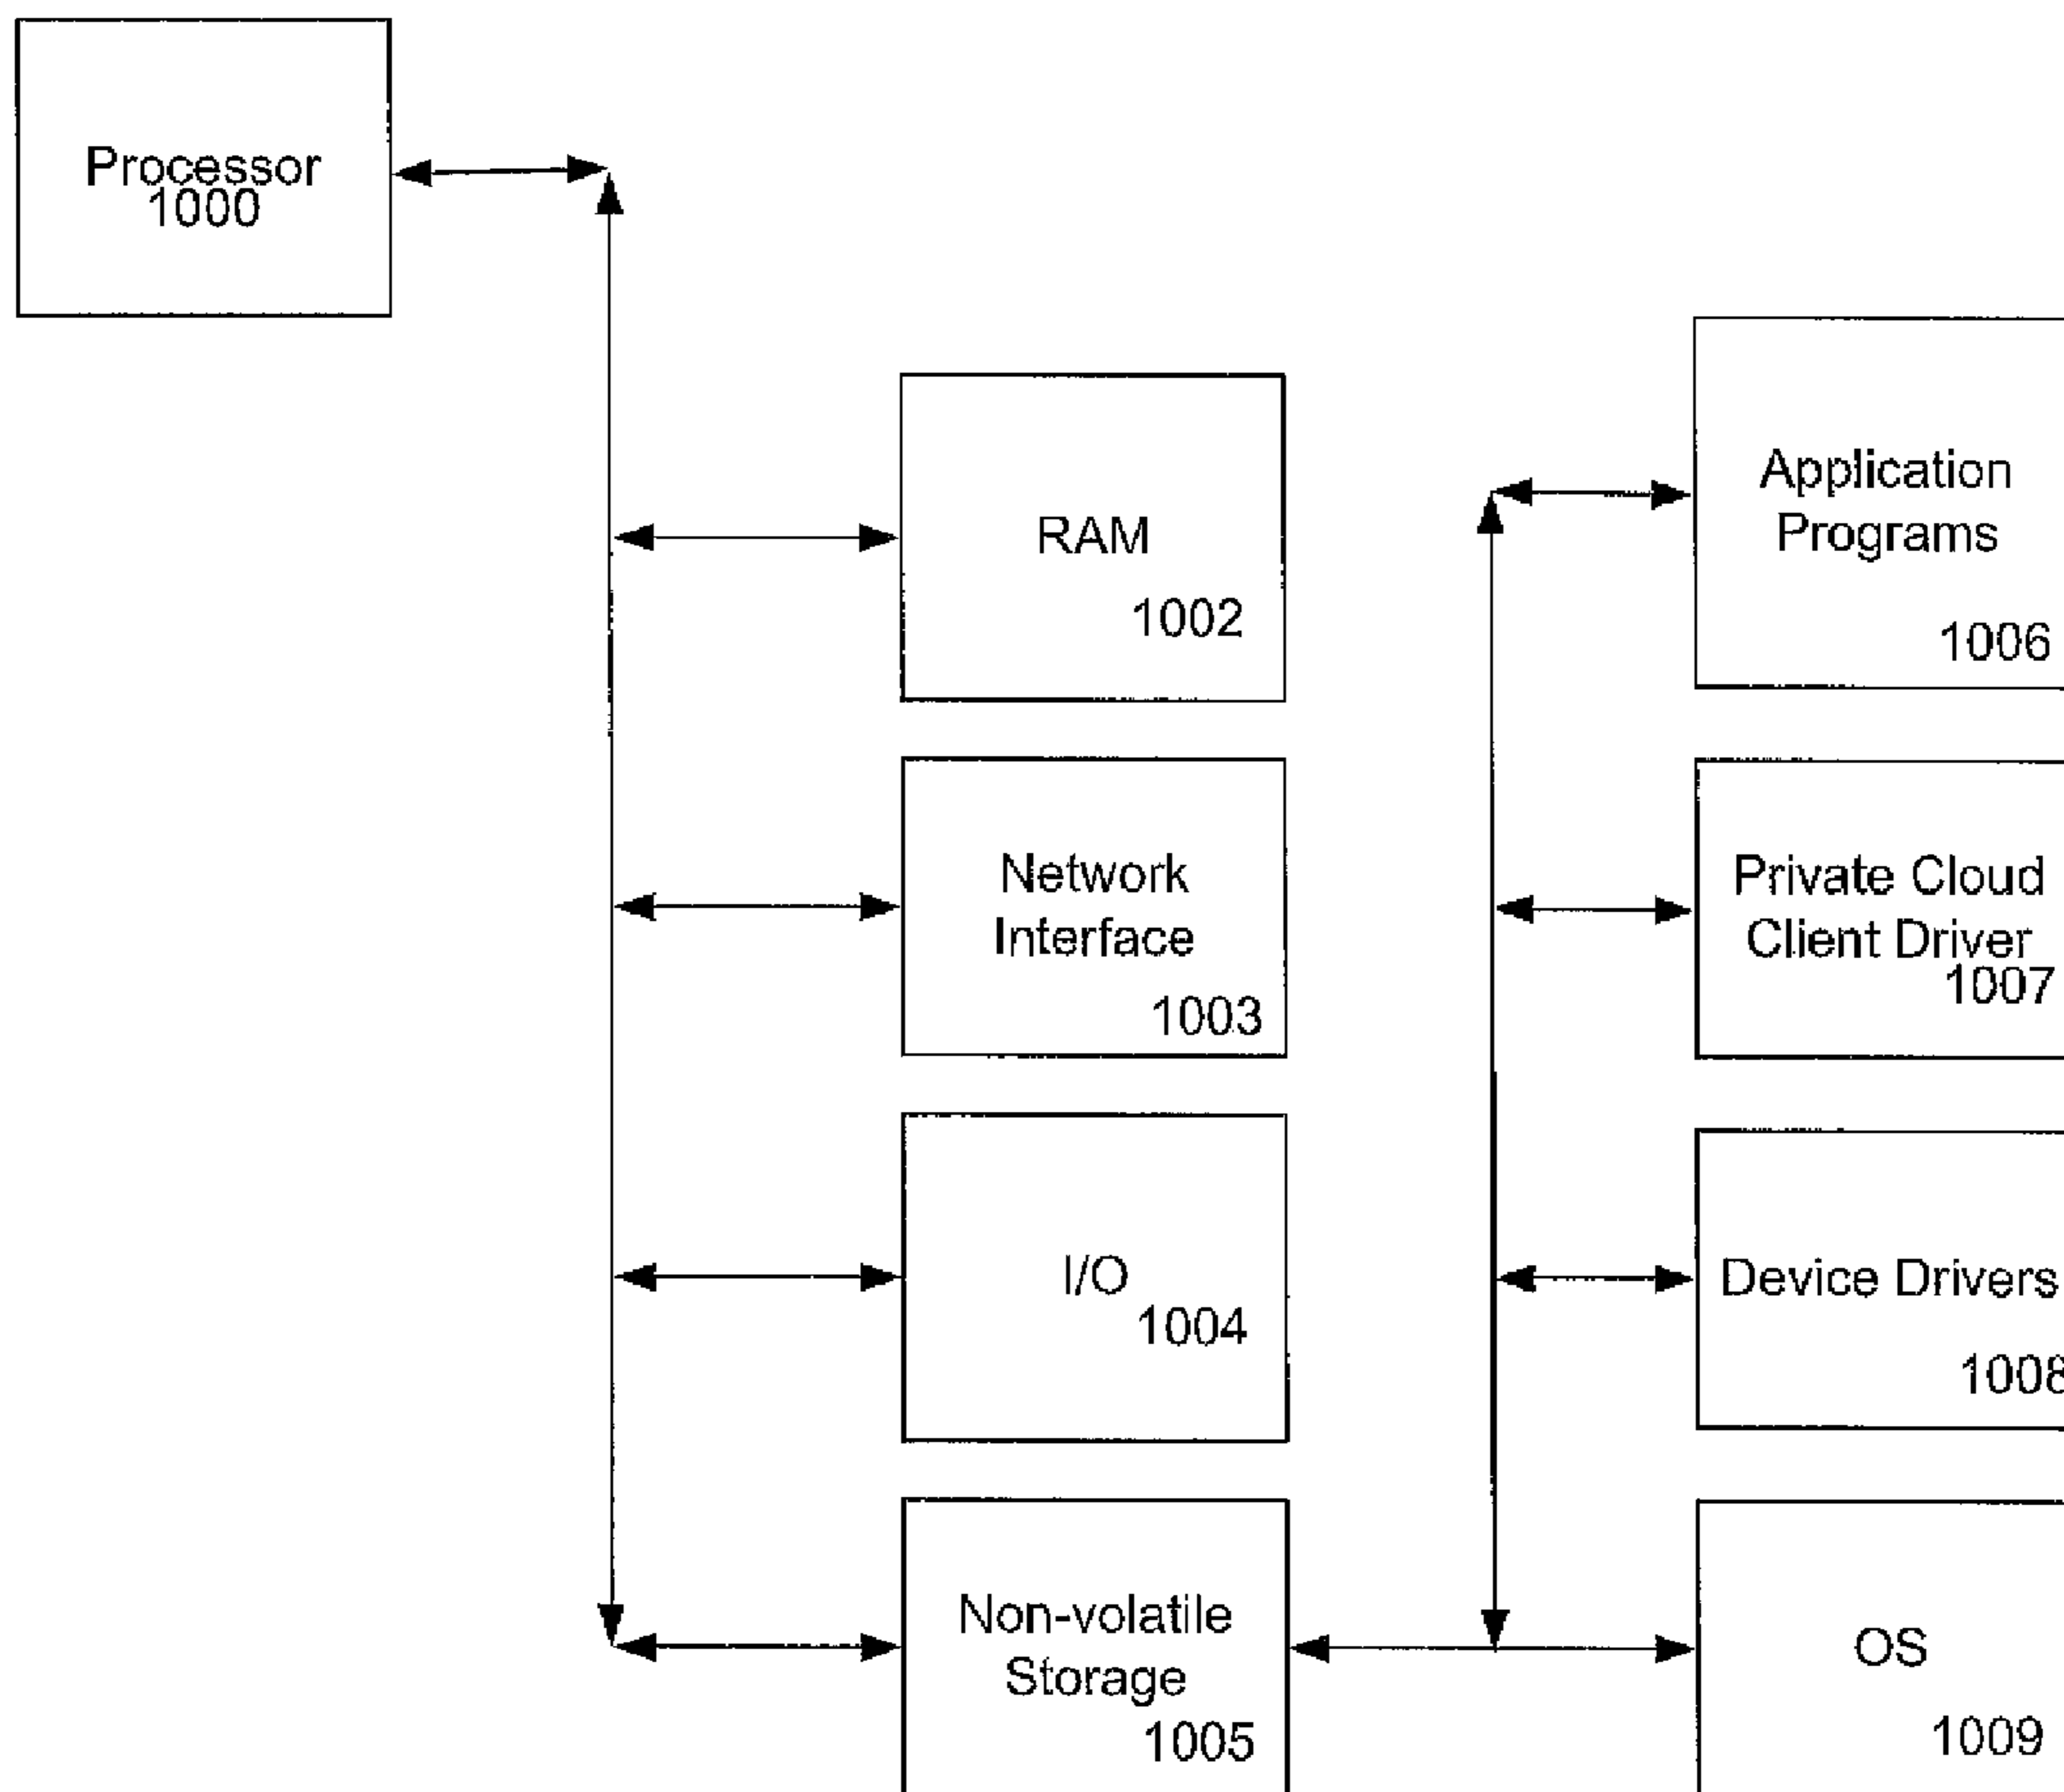 Processor
1000
RAM
1002
Network
Interface
1003
I/O
1004
Non-volatile
Storage
1005
Application
Programs
1006
Private Cloud
Client Driver
1007
Device Drivers
1008
OS
1009